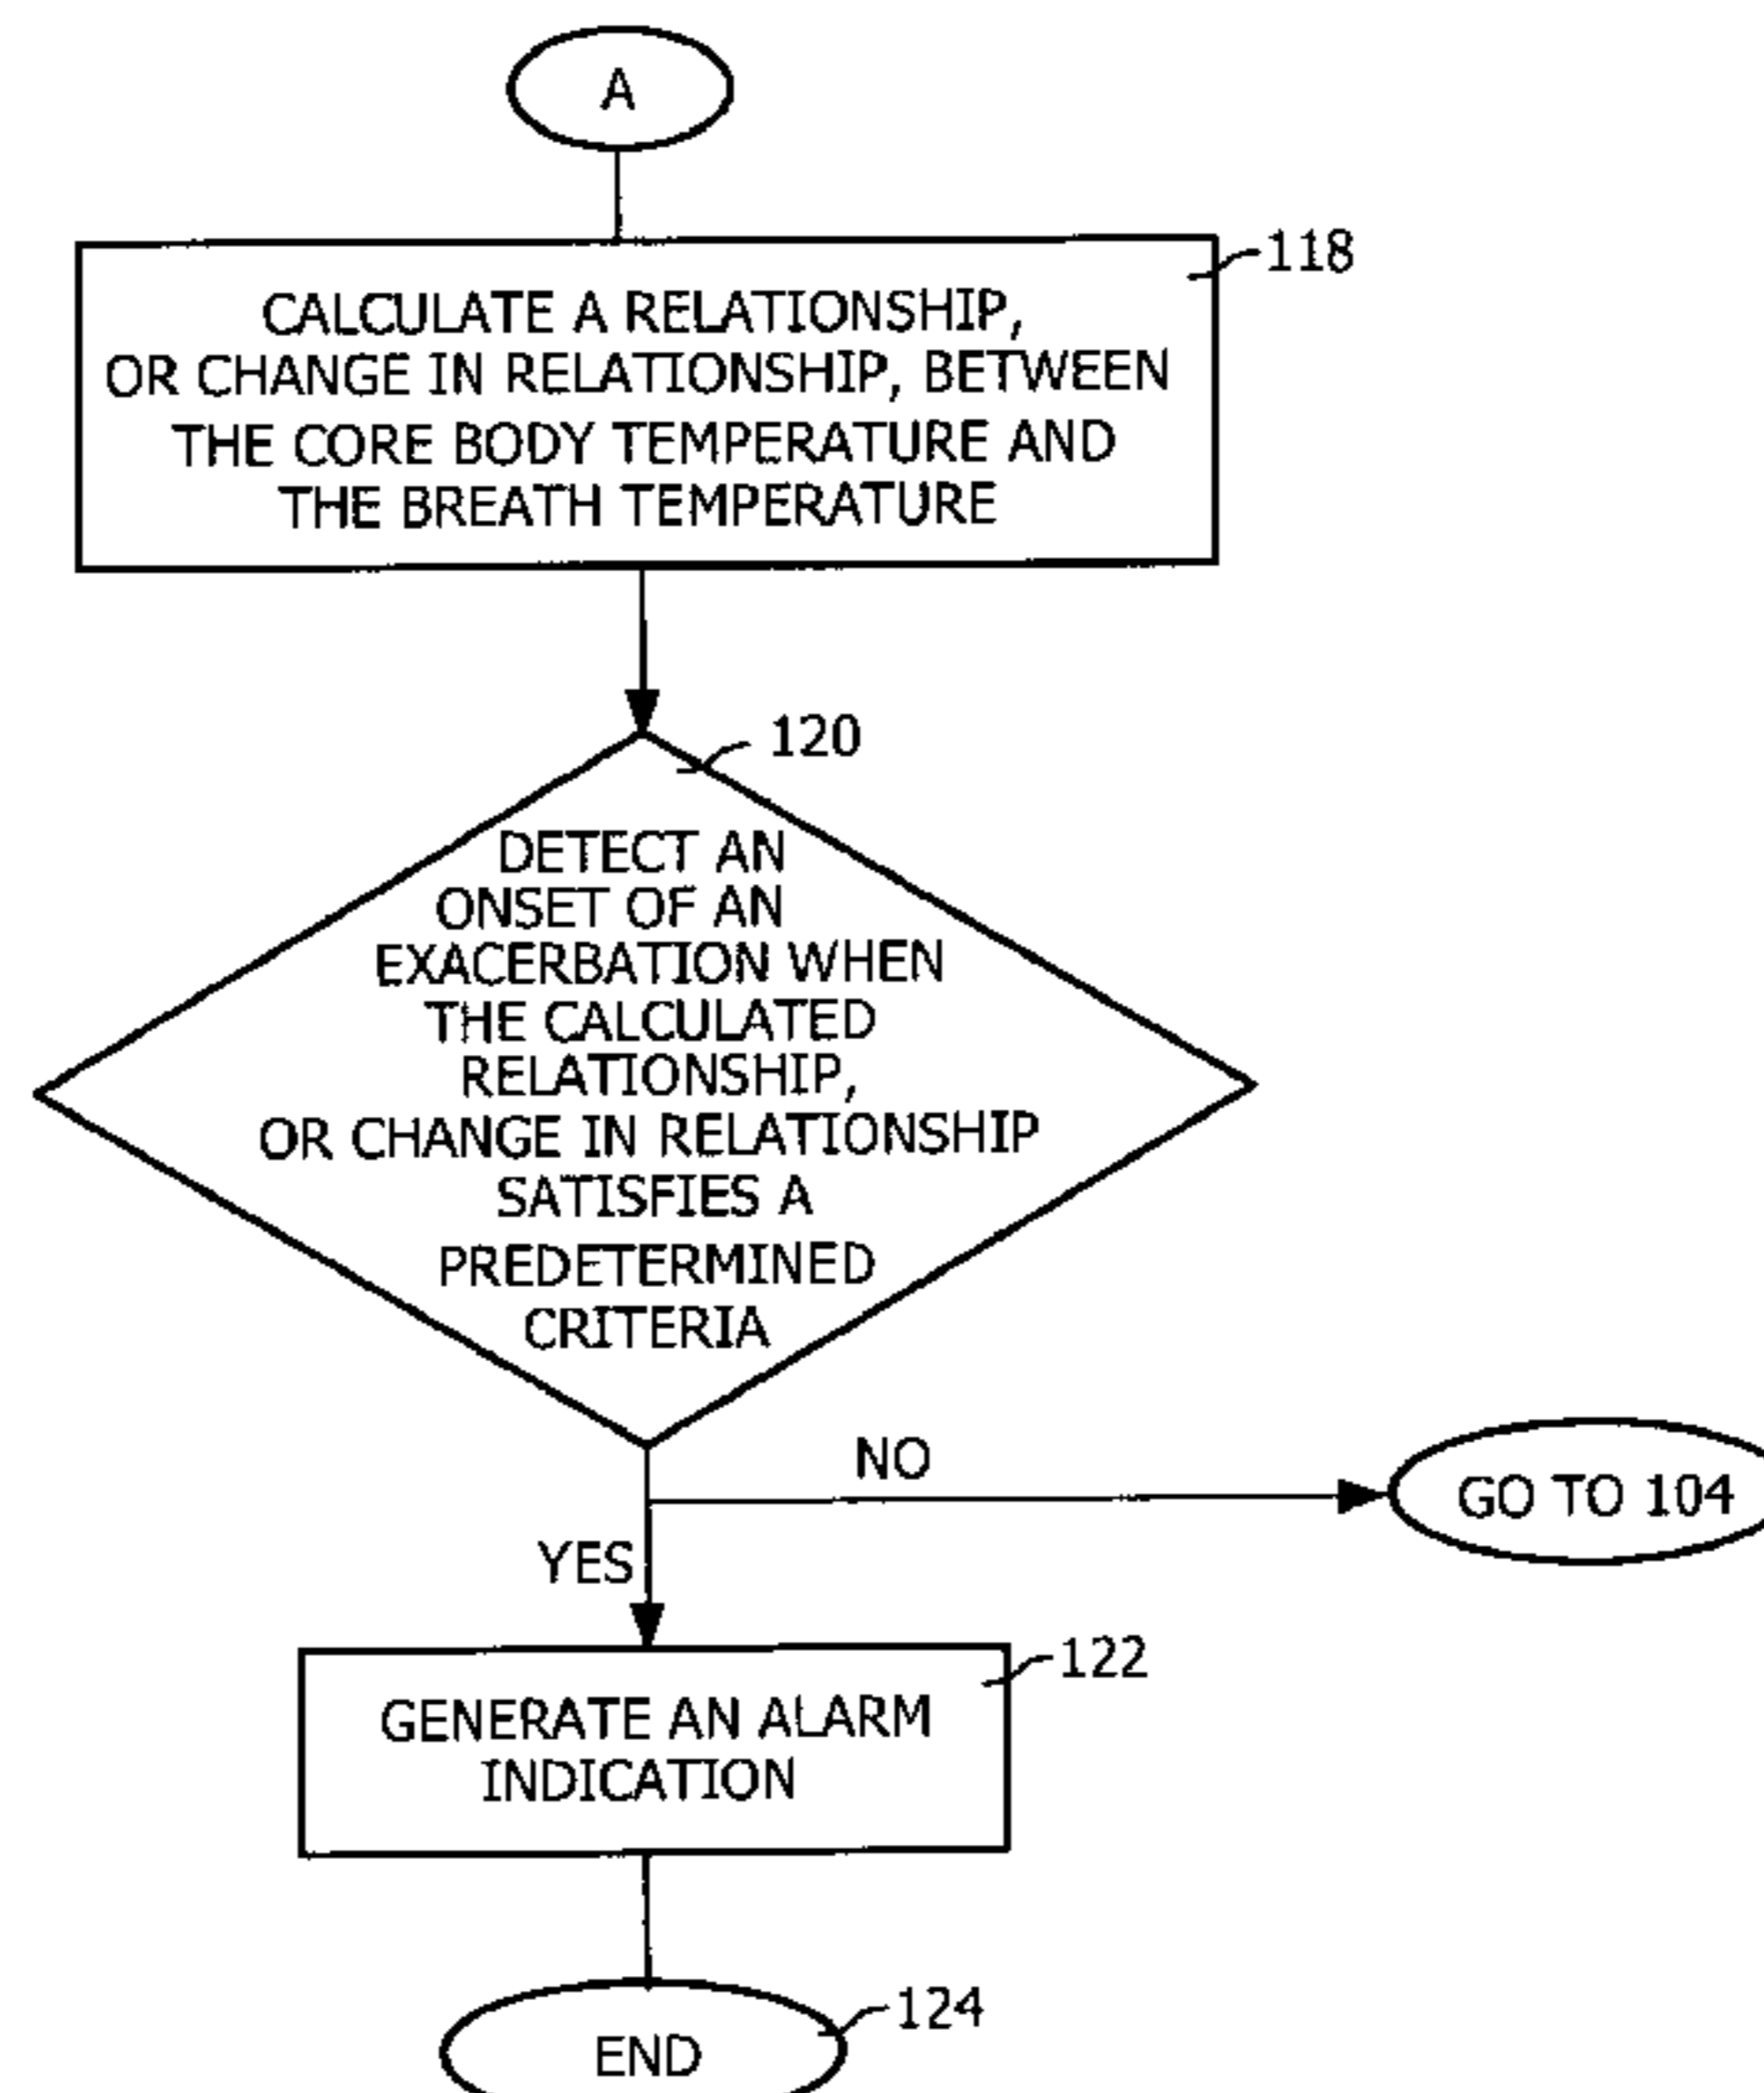 A
118
CALCULATE A RELATIONSHIP,
OR CHANGE IN RELATIONSHIP, BETWEEN
THE CORE BODY TEMPERATURE AND
THE BREATH TEMPERATURE
120
DETECT AN
ONSET OF AN
EXACERBATION WHEN
THE CALCULATED
RELATIONSHIP,
OR CHANGE IN RELATIONSHIP
SATISFIES A
PREDETERMINED
CRITERIA
NO
GO TO 104
YES
122
GENERATE AN ALARM
INDICATION
124
END